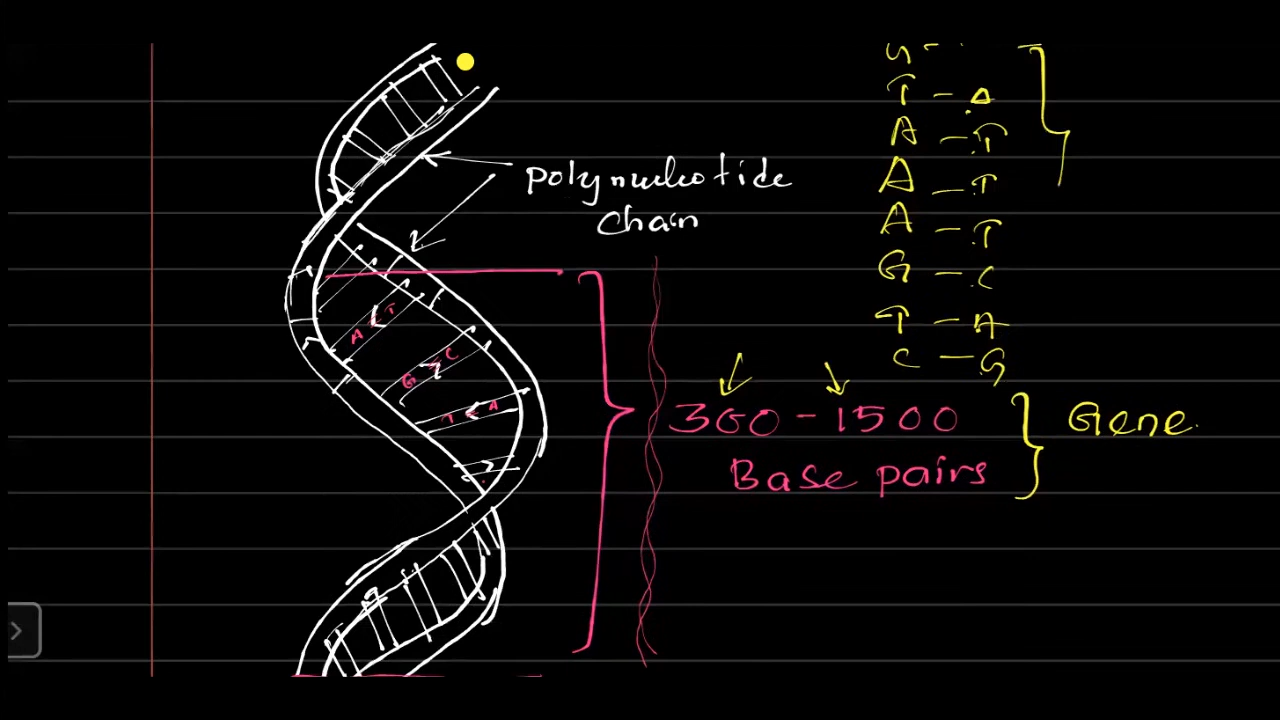 T - A
A - T
A - T
A - T
G - C
T - A
C - G
polynucleotide
chain
A T
G C
T A
300 - 1500
Base pairs
Gene